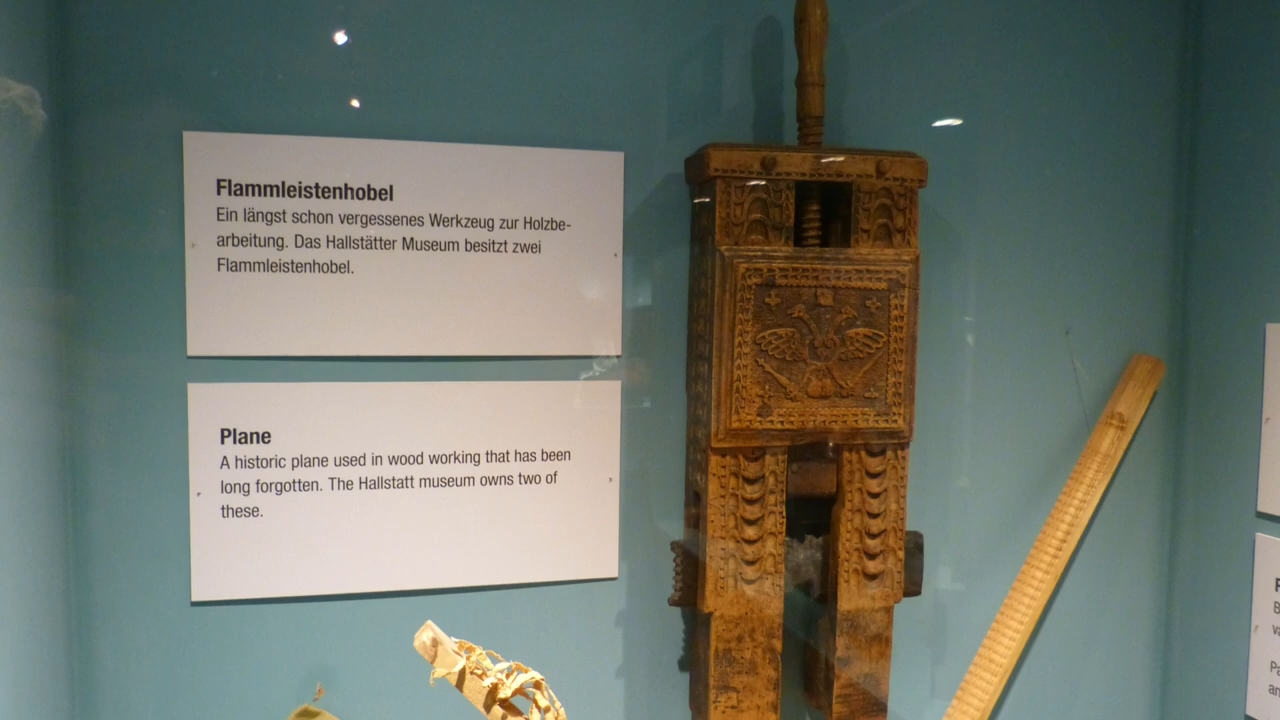 Flammleistenhobel
Ein längst schon vergessenes Werkzeug zur Holzbe-
arbeitung. Das Hallstätter Museum besitzt zwei
Flammleistenhobel.
Plane
A historic plane used in wood working that has been
long forgotten. The Hallstatt museum owns two of
these.